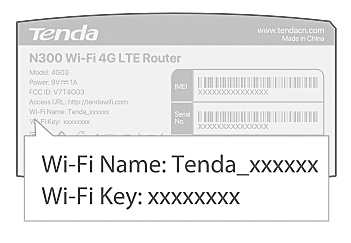 Tenda
www.tendacn.com
Made in China
N300 Wi-Fi 4G LTE Router
Model: 4G03
Power: 9V⎓1A
FCC ID: V7T4G03
Access URL: http://tendawifi.com
Wi-Fi Name: Tenda_xxxxxx
Wi-Fi Key: xxxxxxxx
IMEI
XXXXXXXXXXXXXXX
Serial
No.
XXXXXXXXXXXXXXX
Wi-Fi Name: Tenda_xxxxxx
Wi-Fi Key: xxxxxxxx